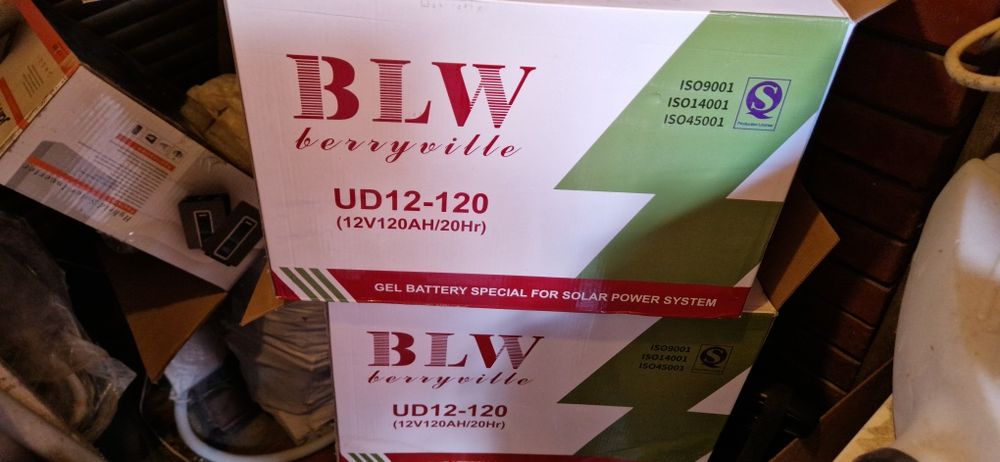 BLW
berryville
UD12-120
(12V120AH/20Hr)
ISO9001
ISO14001
ISO45001
GEL BATTERY SPECIAL FOR SOLAR POWER SYSTEM
BLW
berryville
UD12-120
(12V120AH/20Hr)
ISO9001
ISO14001
ISO45001